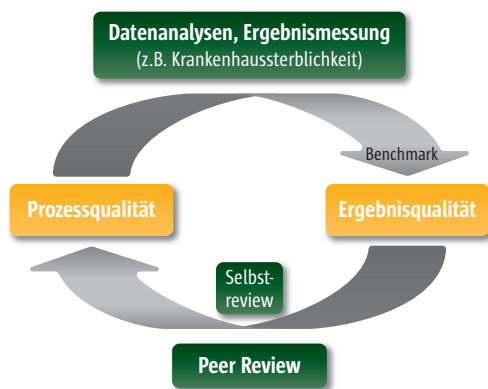 Datenanalysen, Ergebnismessung
(z.B. Krankenhaussterblichkeit)
Benchmark
Prozessqualität
Ergebnisqualität
Selbst-
review
Peer Review